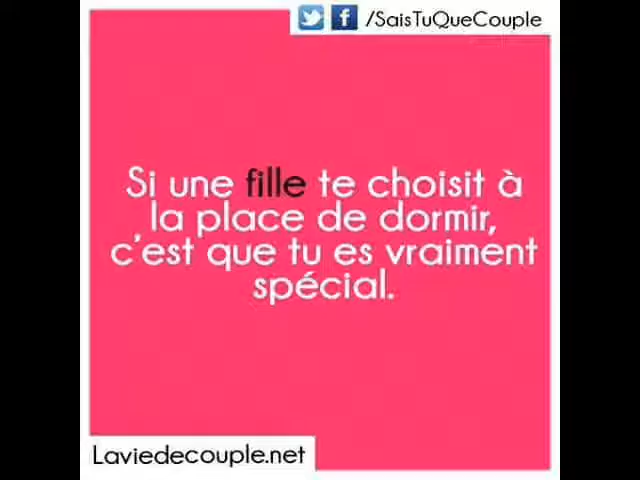 /SaisTuQueCouple
Si une fille te choisit à
la place de dormir,
c'est que tu es vraiment
spécial.
Laviedecouple.net